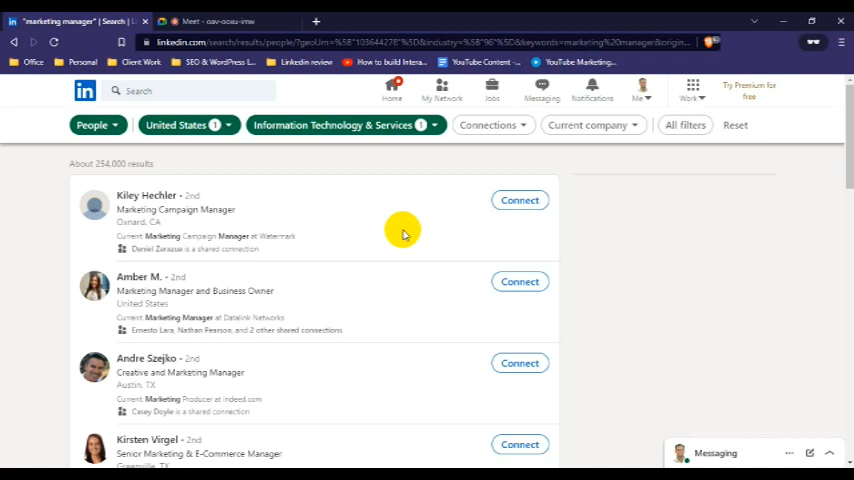 "marketing manager" | Search | L
Meet - oav-ocsu-imw
linkedin.com/search/results/people/?geoUrn=%5B"103644278"%5D&industry=%5B"96"%5D&keywords=marketing%20manager&origin...
Office
Personal
Client Work
SEO & WordPress L...
Linkedin review
How to build Intera...
YouTube Content -...
YouTube Marketing...
in
Search
Home
My Network
Jobs
Messaging
Notifications
Me
Work
Try Premium for
free
People
United States 1
Information Technology & Services 1
Connections
Current company
All filters
Reset
About 254,000 results
Kiley Hechler • 2nd
Marketing Campaign Manager
Oxnard, CA
Current: Marketing Campaign Manager at Watermark
Daniel Zarazua is a shared connection
Connect
Amber M. • 2nd
Marketing Manager and Business Owner
United States
Current: Marketing Manager at Datalink Networks
Ernesto Lara, Nathan Pearson, and 2 other shared connections
Connect
Andre Szejko • 2nd
Creative and Marketing Manager
Austin, TX
Current: Marketing Producer at Indeed.com
Casey Doyle is a shared connection
Connect
Kirsten Virgel • 2nd
Senior Marketing & E-Commerce Manager
Greenville, TX
Connect
Messaging